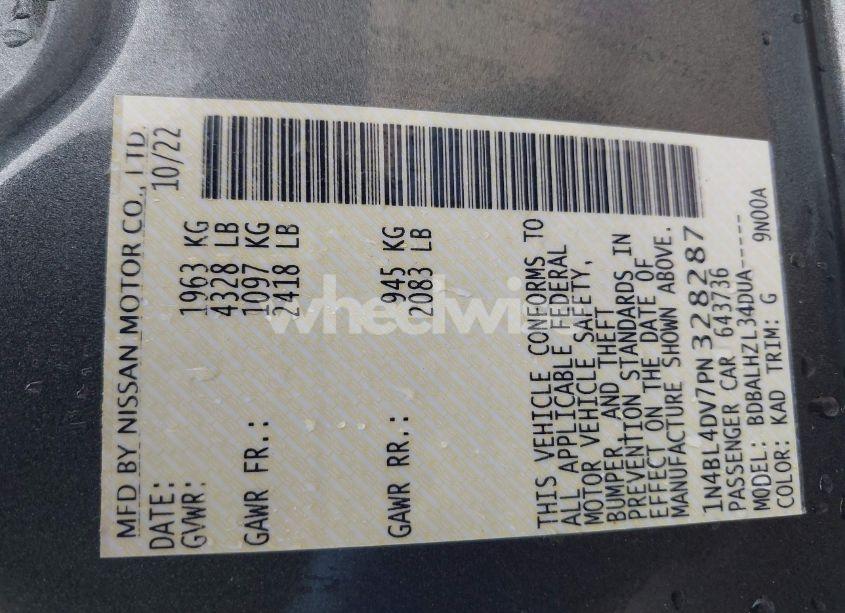 MFD BY NISSAN MOTOR CO., LTD.
DATE: 10/22
GVWR: 1963 KG
4328 LB
GAWR FR.: 1097 KG
2418 LB
GAWR RR.: 945 KG
2083 LB
THIS VEHICLE CONFORMS TO
ALL APPLICABLE FEDERAL
MOTOR VEHICLE SAFETY,
BUMPER, AND THEFT
PREVENTION STANDARDS IN
EFFECT ON THE DATE OF
MANUFACTURE SHOWN ABOVE.
1N4BL4DV7PN328287
PASSENGER CAR 643736
MODEL: BDBALHZL34DUA-----
COLOR: KAD TRIM: G 9N00A
wheelwise